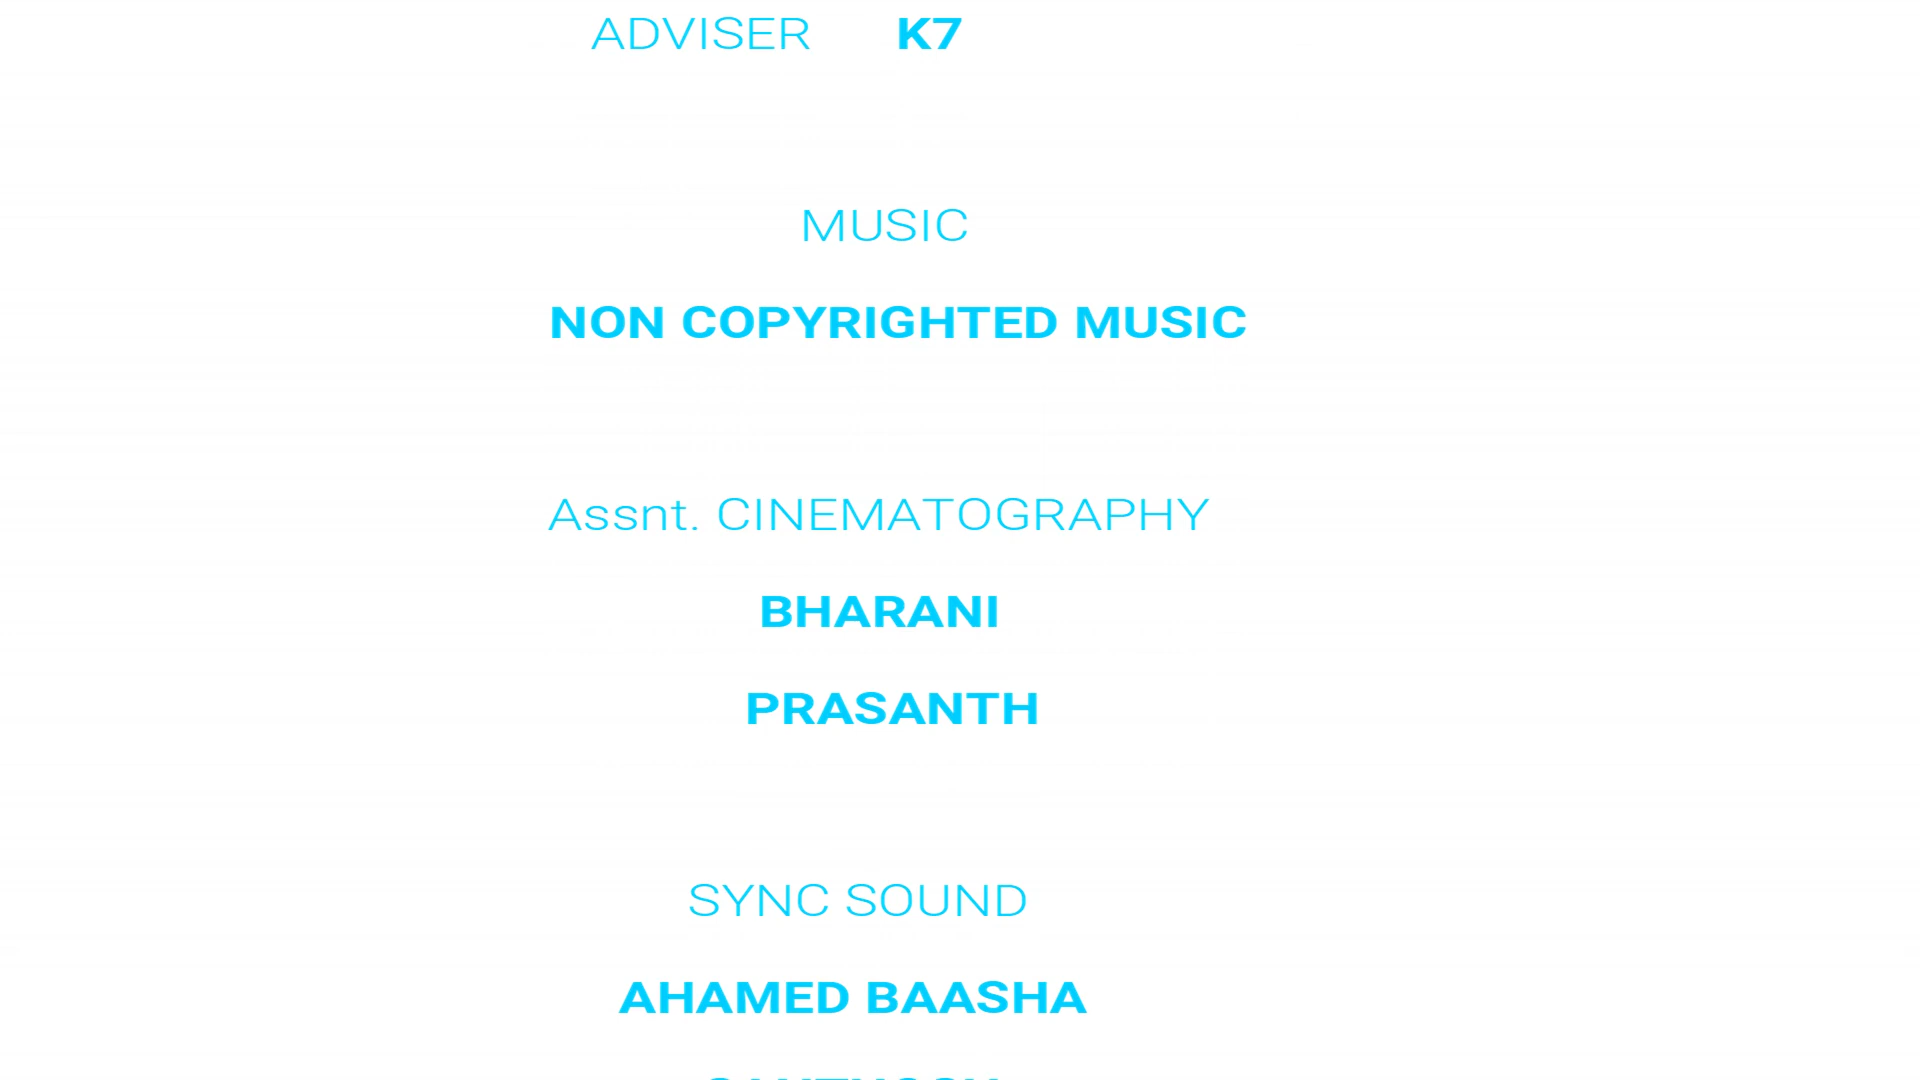 ADVISER K7
MUSIC
NON COPYRIGHTED MUSIC
Assnt. CINEMATOGRAPHY
BHARANI
PRASANTH
SYNC SOUND
AHAMED BAASHA